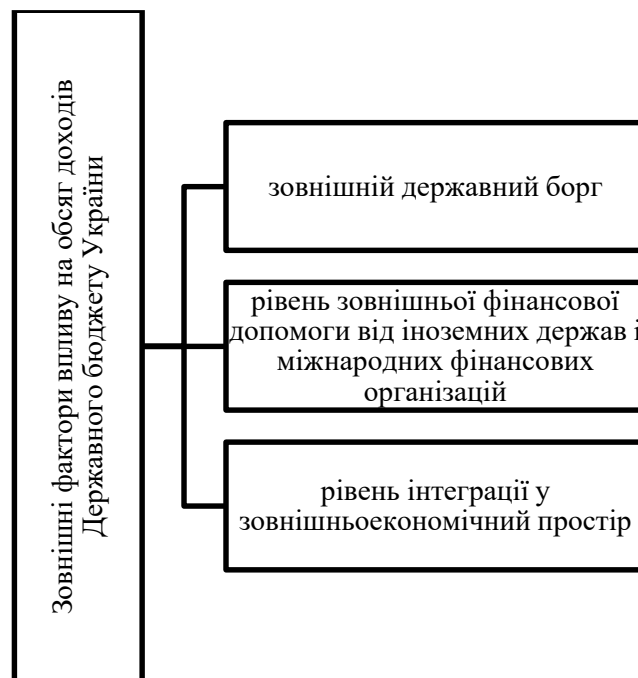 Зовнішні фактори впливу на обсяг доходів
Державного бюджету України
зовнішній державний борг
рівень зовнішньої фінансової
допомоги від іноземних держав і
міжнародних фінансових
організацій
рівень інтеграції у
зовнішньоекономічний простір